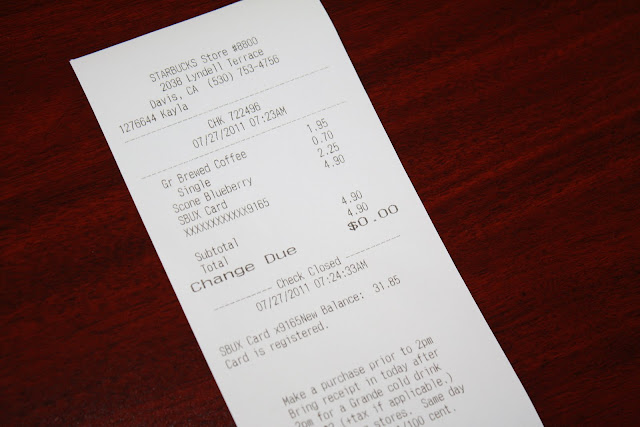 STARBUCKS Store #8800
2038 Lyndell Terrace
Davis, CA (530) 753-4756
1276644 Kayla
CHK 722496
07/27/2011 07:23AM
Gr Brewed Coffee 1.95
Single 0.70
Scone Blueberry 2.25
SBUX Card 4.90
XXXXXXXXXXXX9165
Subtotal 4.90
Total 4.90
Change Due $0.00
Check Closed
07/27/2011 07:24:33AM
SBUX Card x9165New Balance: 31.85
Card is registered.
Make a purchase prior to 2pm
Bring receipt in today after
2pm for a Grande cold drink
(+tax if applicable.)
stores. Same day
/100 cent.